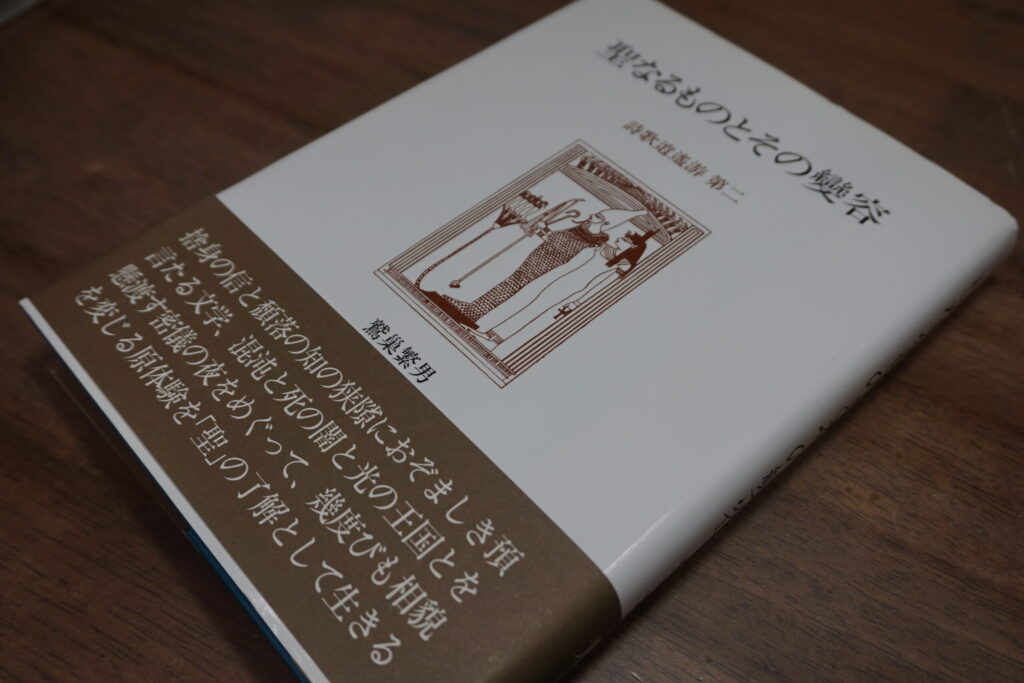 聖なるものとその變容
詩歌逍遙游 第二
鷲巢繁男
捨身の信と頽落の知の狭隙におぞましき預
言たる文学、混沌と死の闇と光の王国とを
懸渡す密儀の夜をめぐって、幾度びも相貌
を変じる原体験を「聖」の了解として生きる